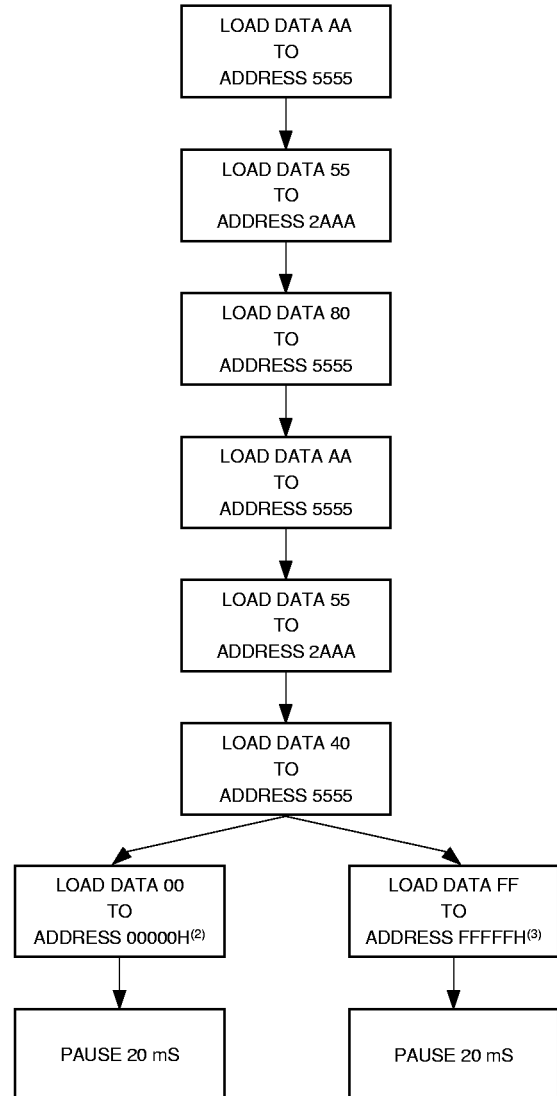 LOAD DATA AA
TO
ADDRESS 5555
LOAD DATA 55
TO
ADDRESS 2AAA
LOAD DATA 80
TO
ADDRESS 5555
LOAD DATA AA
TO
ADDRESS 5555
LOAD DATA 55
TO
ADDRESS 2AAA
LOAD DATA 40
TO
ADDRESS 5555
LOAD DATA 00
TO
ADDRESS 00000H(2)
LOAD DATA FF
TO
ADDRESS FFFFFH(3)
PAUSE 20 mS
PAUSE 20 mS